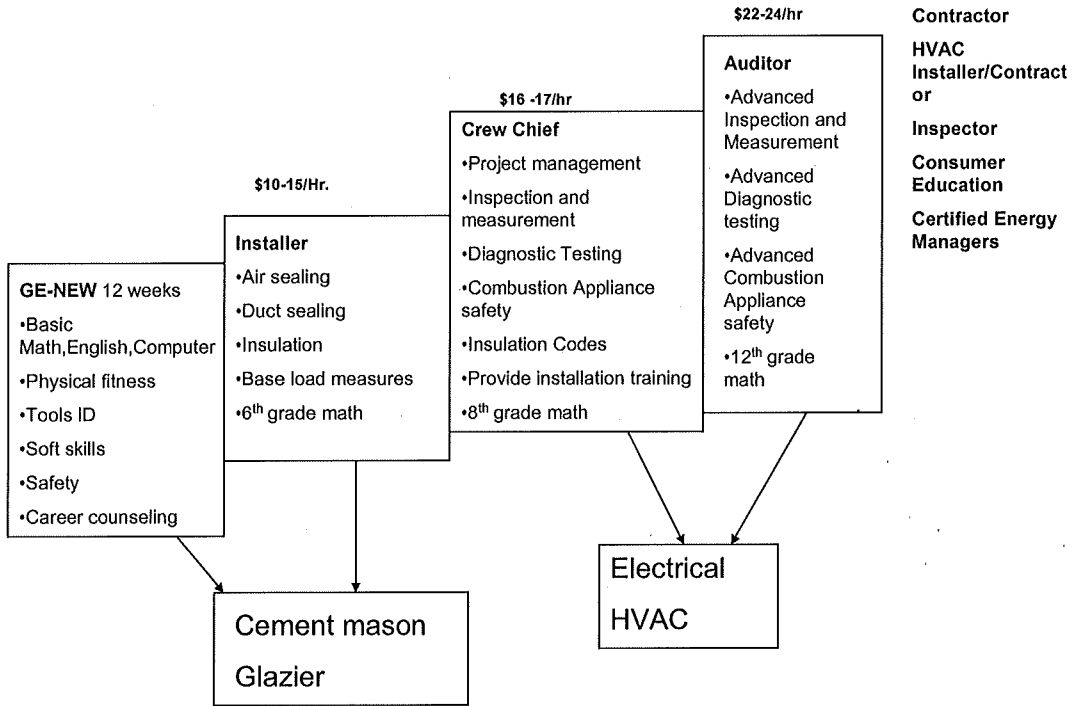 GE-NEW 12 weeks
•Basic
Math,English,Computer
•Physical fitness
•Tools ID
•Soft skills
•Safety
•Career counseling
$10-15/Hr.
Installer
•Air sealing
•Duct sealing
•Insulation
•Base load measures
•6th grade math
$16 -17/hr
Crew Chief
•Project management
•Inspection and
measurement
•Diagnostic Testing
•Combustion Appliance
safety
•Insulation Codes
•Provide installation training
•8th grade math
$22-24/hr
Auditor
•Advanced
Inspection and
Measurement
•Advanced
Diagnostic
testing
•Advanced
Combustion
Appliance
safety
•12th grade
math
Contractor
HVAC
Installer/Contract
or
Inspector
Consumer
Education
Certified Energy
Managers
Cement mason
Glazier
Electrical
HVAC